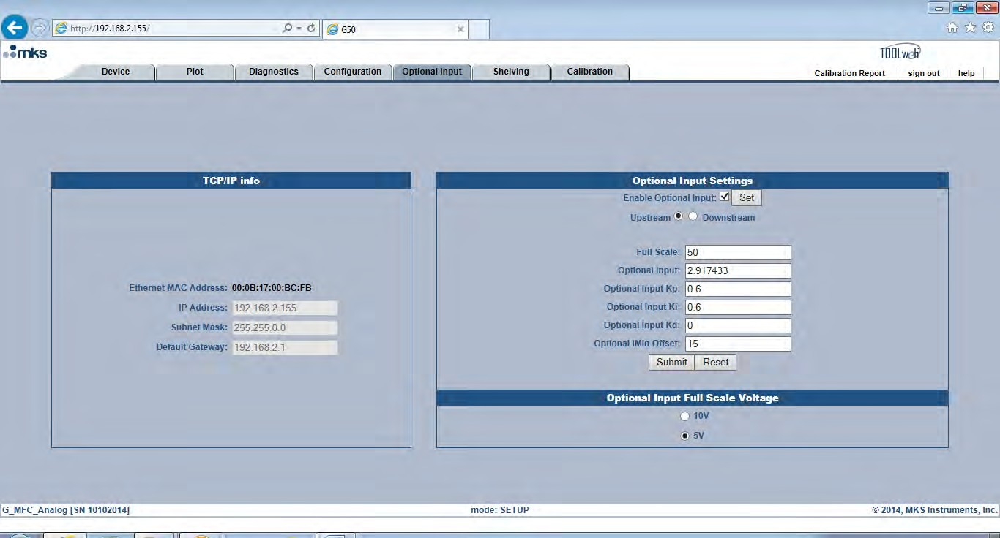 http://192.168.2.155/
G50
mks
TOOLweb
Device Plot Diagnostics Configuration Optional Input Shelving Calibration
Calibration Report sign out help
TCP/IP info
Ethernet MAC Address: 00:0B:17:00:BC:FB
IP Address: 192.168.2.155
Subnet Mask: 255.255.0.0
Default Gateway: 192.168.2.1
Optional Input Settings
Enable Optional Input: Set
Upstream Downstream
Full Scale: 50
Optional Input: 2.917433
Optional Input Kp: 0.6
Optional Input Ki: 0.6
Optional Input Kd: 0
Optional IMin Offset: 15
Submit Reset
Optional Input Full Scale Voltage
10V
5V
G_MFC_Analog [SN 10102014] mode: SETUP © 2014, MKS Instruments, Inc.